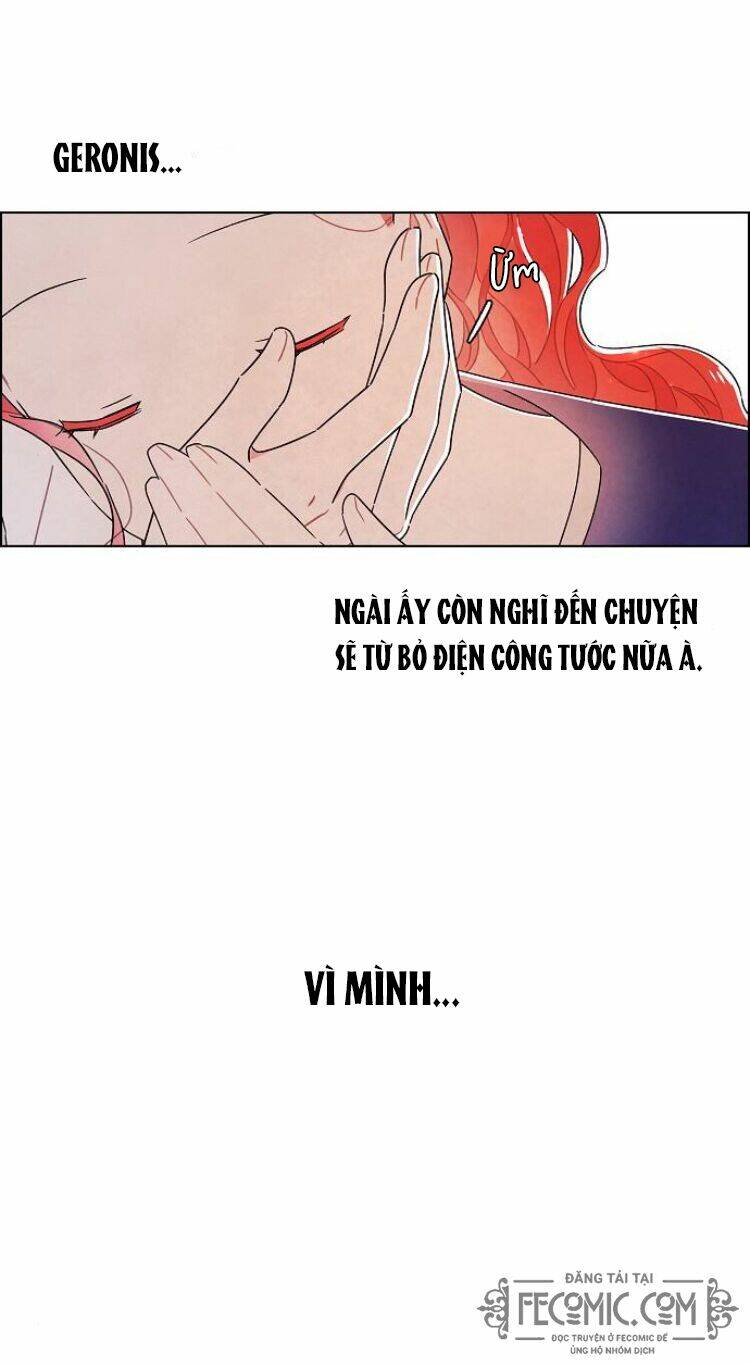 GERONIS...
Ừm
NGÀI ẤY CÒN NGHĨ ĐẾN CHUYỆN
SẼ TỪ BỎ ĐIỆN CÔNG TƯỚC NỮA À.
VÌ MÌNH...
ĐĂNG TẢI TẠI
FECOMIC.COM
ĐỌC TRUYỆN Ở FECOMIC ĐỂ
ỦNG HỘ NHÓM DỊCH